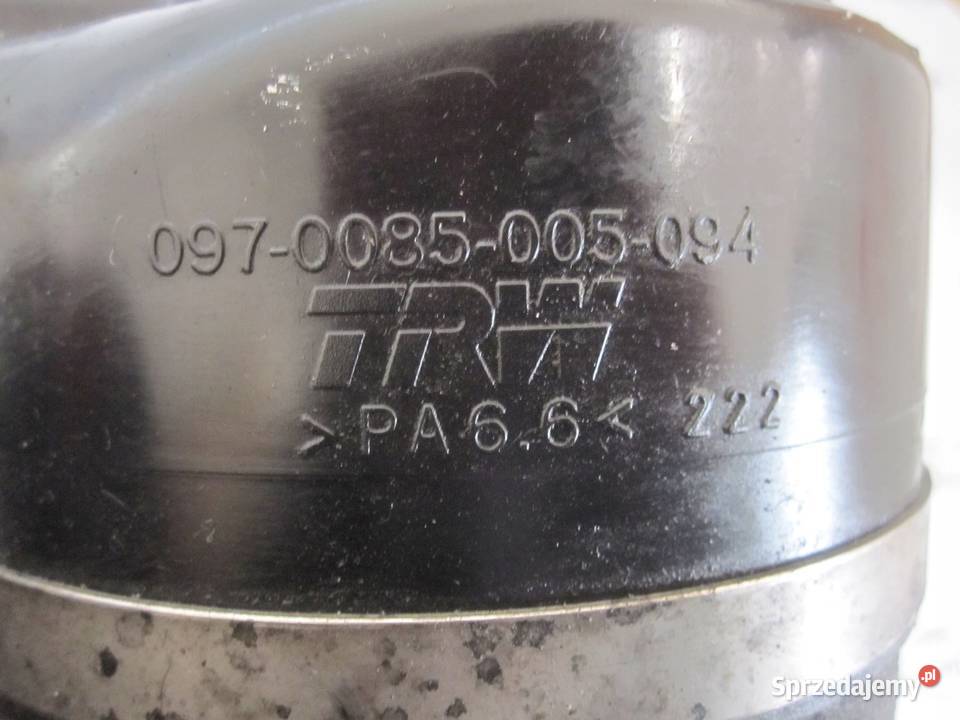 097-0085-005-094
TRW
>PA6.6< 222
Sprzedajemy.pl